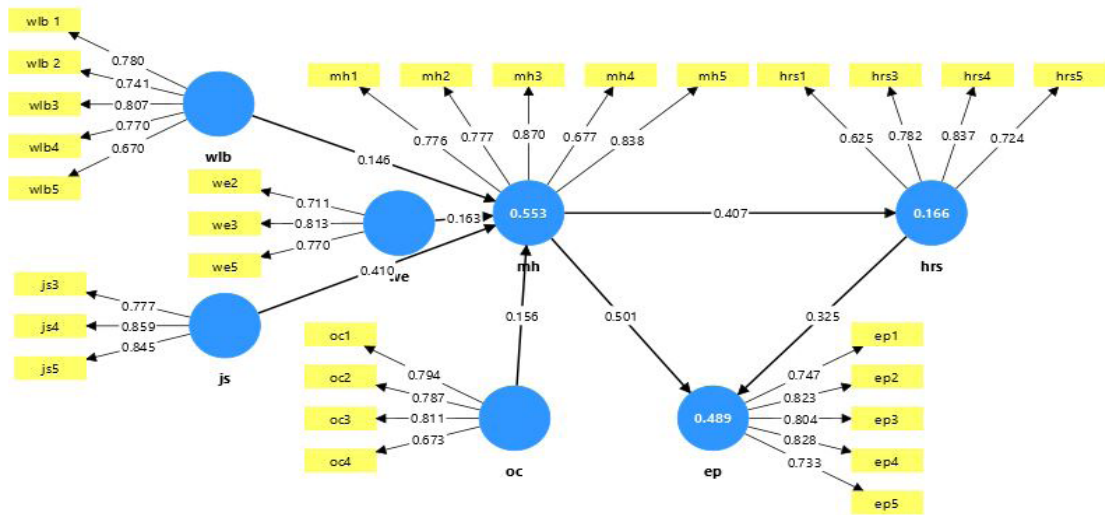 wlb 1
wlb 2
wlb3
wlb4
wlb5
0.780
0.741
0.807
0.770
0.670
wlb
0.146
mh1
mh2
mh3
mh4
mh5
0.776
0.777
0.870
0.677
0.838
hrs1
hrs3
hrs4
hrs5
0.625
0.782
0.837
0.724
we2
we3
we5
0.711
0.813
0.770
we
0.163
0.553
mh
0.407
0.166
hrs
js3
js4
js5
0.777
0.859
0.845
js
0.410
0.156
0.501
0.325
oc1
oc2
oc3
oc4
0.794
0.787
0.811
0.673
oc
0.489
ep
0.747
0.823
0.804
0.828
0.733
ep1
ep2
ep3
ep4
ep5